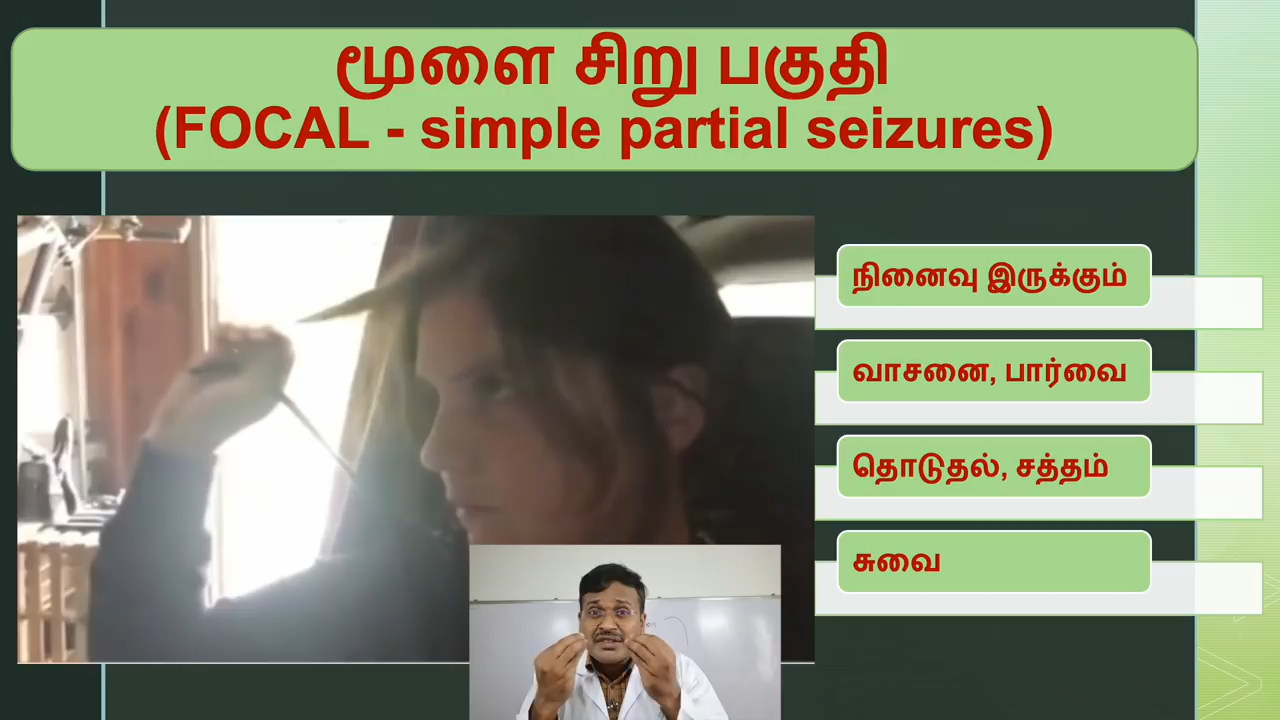 மூளை சிறு பகுதி
(FOCAL - simple partial seizures)
நினைவு இருக்கும்
வாசனை, பார்வை
தொடுதல், சத்தம்
சுவை